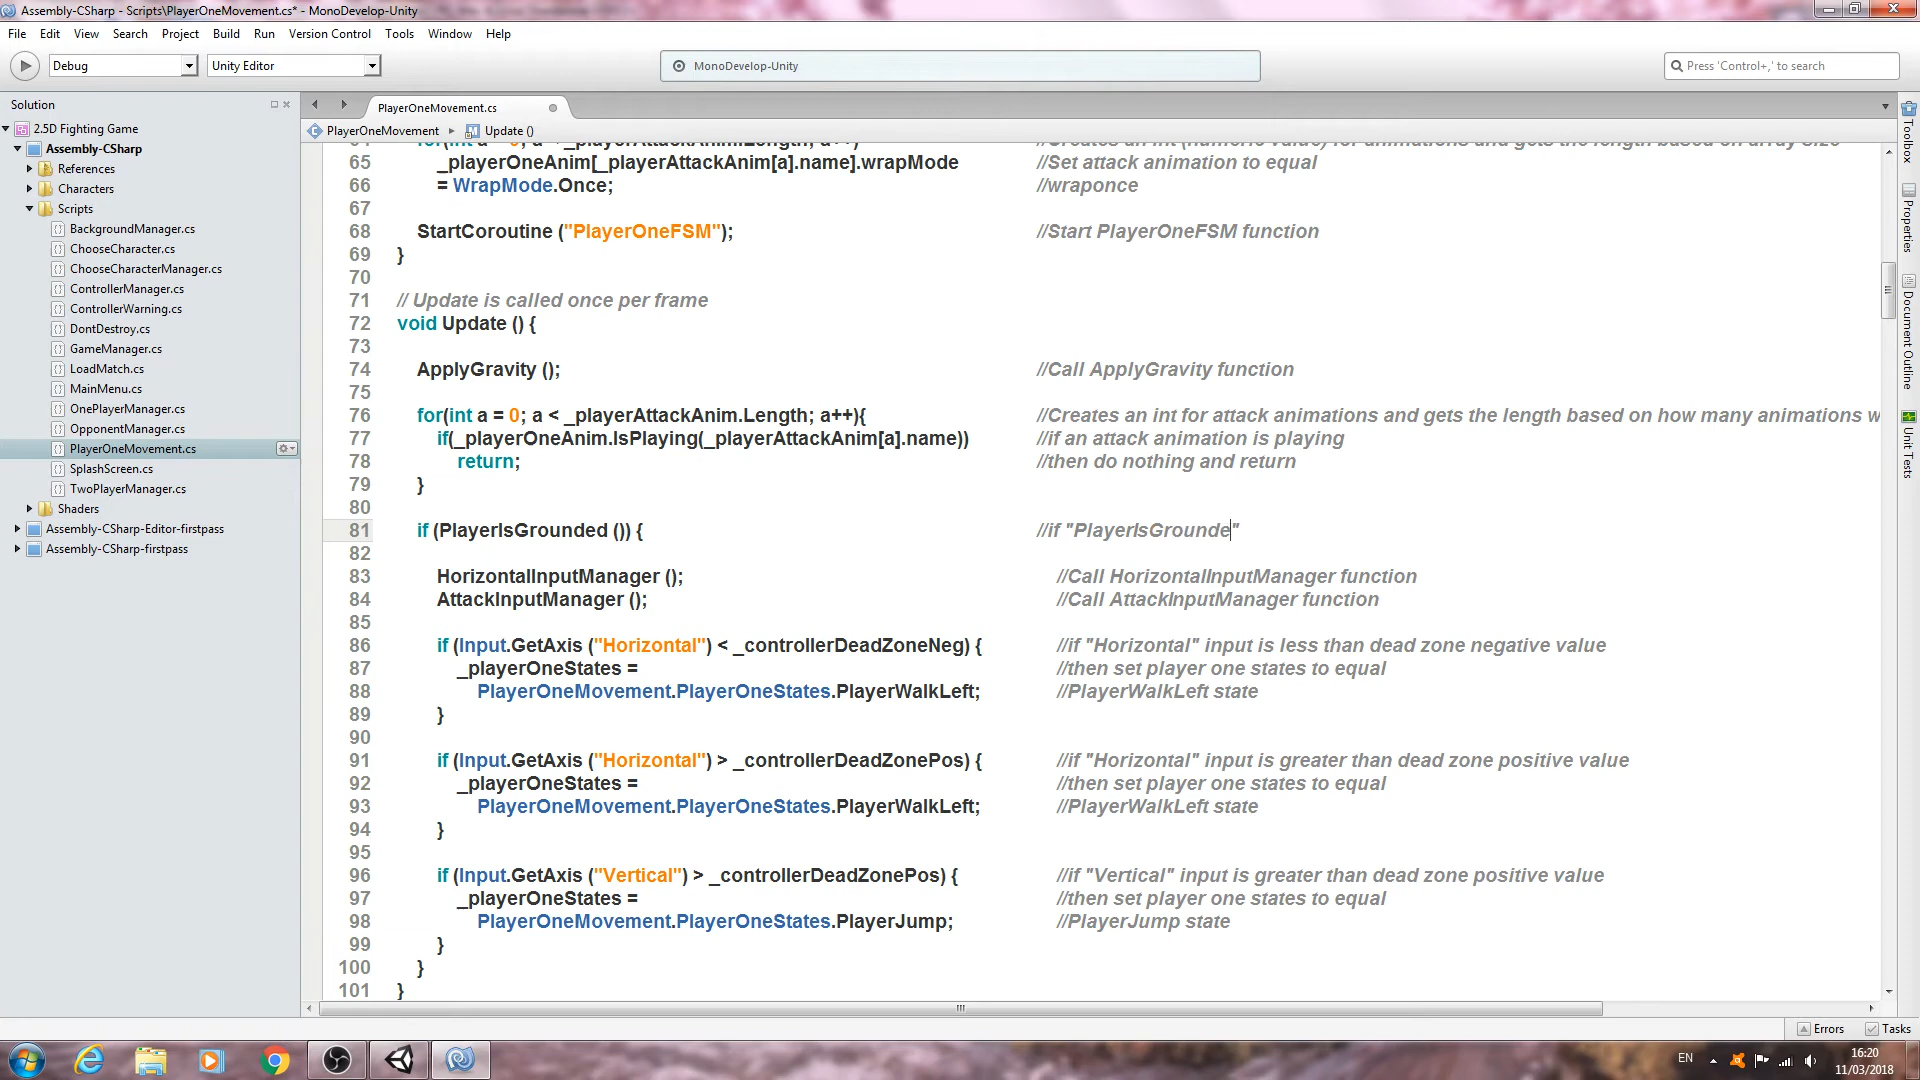 Assembly-CSharp - Scripts\PlayerOneMovement.cs* - MonoDevelop-Unity
File Edit View Search Project Build Run Version Control Tools Window Help
Debug Unity Editor MonoDevelop-Unity Press 'Control+,' to search
Solution
2.5D Fighting Game
Assembly-CSharp
References
Characters
Scripts
BackgroundManager.cs
ChooseCharacter.cs
ChooseCharacterManager.cs
ControllerManager.cs
ControllerWarning.cs
DontDestroy.cs
GameManager.cs
LoadMatch.cs
MainMenu.cs
OnePlayerManager.cs
OpponentManager.cs
PlayerOneMovement.cs
SplashScreen.cs
TwoPlayerManager.cs
Shaders
Assembly-CSharp-Editor-firstpass
Assembly-CSharp-firstpass
PlayerOneMovement.cs
PlayerOneMovement Update ()
65 _playerOneAnim[_playerAttackAnim[a].name].wrapMode //Set attack animation to equal
66 = WrapMode.Once; //wraponce
67
68 StartCoroutine ("PlayerOneFSM"); //Start PlayerOneFSM function
69 }
70
71 // Update is called once per frame
72 void Update () {
73
74 ApplyGravity (); //Call ApplyGravity function
75
76 for(int a = 0; a < _playerAttackAnim.Length; a++){ //Creates an int for attack animations and gets the length based on how many animations w
77 if(_playerOneAnim.IsPlaying(_playerAttackAnim[a].name)) //if an attack animation is playing
78 return; //then do nothing and return
79 }
80
81 if (PlayerIsGrounded ()) { //if "PlayerIsGrounde"
82
83 HorizontalInputManager (); //Call HorizontalInputManager function
84 AttackInputManager (); //Call AttackInputManager function
85
86 if (Input.GetAxis ("Horizontal") < _controllerDeadZoneNeg) { //if "Horizontal" input is less than dead zone negative value
87 _playerOneStates = //then set player one states to equal
88 PlayerOneMovement.PlayerOneStates.PlayerWalkLeft; //PlayerWalkLeft state
89 }
90
91 if (Input.GetAxis ("Horizontal") > _controllerDeadZonePos) { //if "Horizontal" input is greater than dead zone positive value
92 _playerOneStates = //then set player one states to equal
93 PlayerOneMovement.PlayerOneStates.PlayerWalkLeft; //PlayerWalkLeft state
94 }
95
96 if (Input.GetAxis ("Vertical") > _controllerDeadZonePos) { //if "Vertical" input is greater than dead zone positive value
97 _playerOneStates = //then set player one states to equal
98 PlayerOneMovement.PlayerOneStates.PlayerJump; //PlayerJump state
99 }
100 }
101 }
Toolbox
Properties
Document Outline
Unit Tests
Errors Tasks
EN
16:20
11/03/2018